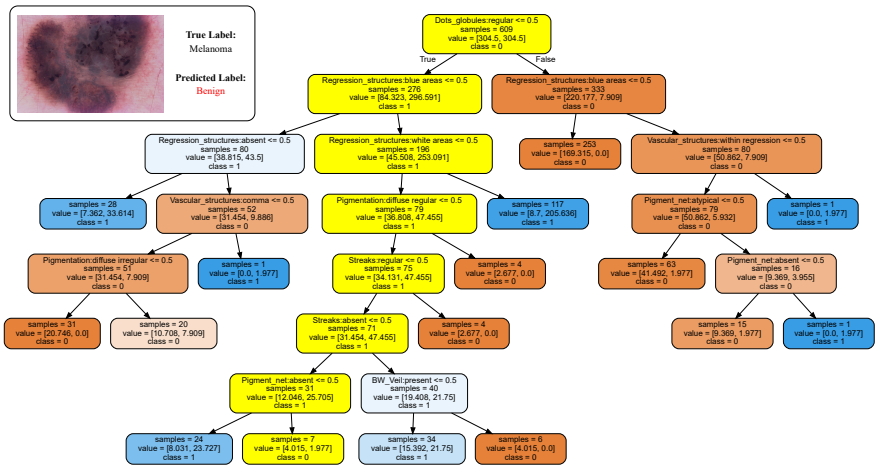 True Label:
Melanoma
Predicted Label:
Benign
Dots_globules:regular <= 0.5
samples = 609
value = [304.5, 304.5]
class = 0
True
False
Regression_structures:blue areas <= 0.5
samples = 276
value = [84.323, 296.591]
class = 1
Regression_structures:blue areas <= 0.5
samples = 333
value = [220.177, 7.909]
class = 0
Regression_structures:absent <= 0.5
samples = 80
value = [38.815, 43.5]
class = 1
Regression_structures:white areas <= 0.5
samples = 196
value = [45.508, 253.091]
class = 1
samples = 253
value = [169.315, 0.0]
class = 0
Vascular_structures:within regression <= 0.5
samples = 80
value = [50.862, 7.909]
class = 0
samples = 28
value = [7.362, 33.614]
class = 1
Vascular_structures:comma <= 0.5
samples = 52
value = [31.454, 9.886]
class = 0
Pigmentation:diffuse regular <= 0.5
samples = 79
value = [36.808, 47.455]
class = 1
samples = 117
value = [8.7, 205.636]
class = 1
Pigment_net:atypical <= 0.5
samples = 79
value = [50.862, 5.932]
class = 0
samples = 1
value = [0.0, 1.977]
class = 1
Pigmentation:diffuse irregular <= 0.5
samples = 51
value = [31.454, 7.909]
class = 0
samples = 1
value = [0.0, 1.977]
class = 1
Streaks:regular <= 0.5
samples = 75
value = [34.131, 47.455]
class = 1
samples = 4
value = [2.677, 0.0]
class = 0
samples = 63
value = [41.492, 1.977]
class = 0
Pigment_net:absent <= 0.5
samples = 16
value = [9.369, 3.955]
class = 0
samples = 31
value = [20.746, 0.0]
class = 0
samples = 20
value = [10.708, 7.909]
class = 0
Streaks:absent <= 0.5
samples = 71
value = [31.454, 47.455]
class = 1
samples = 4
value = [2.677, 0.0]
class = 0
samples = 15
value = [9.369, 1.977]
class = 0
samples = 1
value = [0.0, 1.977]
class = 1
Pigment_net:absent <= 0.5
samples = 31
value = [12.046, 25.705]
class = 1
BW_Veil:present <= 0.5
samples = 40
value = [19.408, 21.75]
class = 1
samples = 24
value = [8.031, 23.727]
class = 1
samples = 7
value = [4.015, 1.977]
class = 0
samples = 34
value = [15.392, 21.75]
class = 1
samples = 6
value = [4.015, 0.0]
class = 0